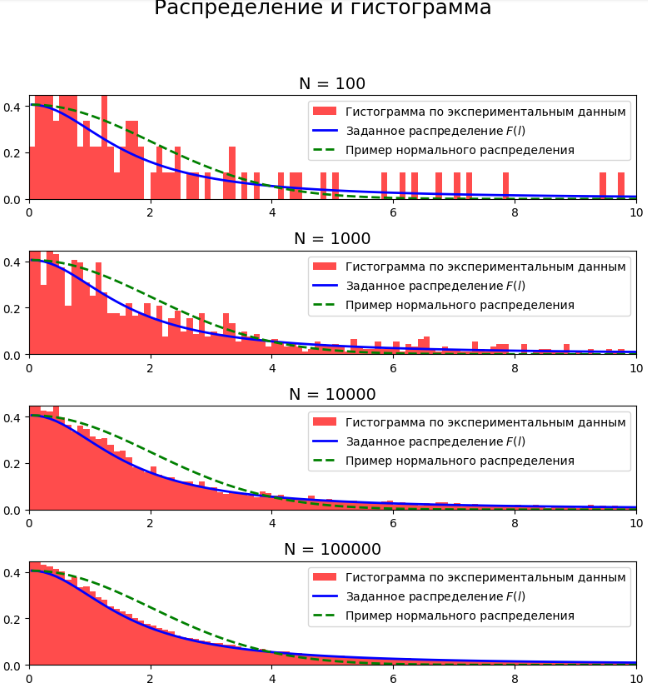 Распределение и гистограмма
N = 100
0.4
0.2
0.0
Гистограмма по экспериментальным данным
Заданное распределение F(l)
Пример нормального распределения
0 2 4 6 8 10
N = 1000
0.4
0.2
0.0
Гистограмма по экспериментальным данным
Заданное распределение F(l)
Пример нормального распределения
0 2 4 6 8 10
N = 10000
0.4
0.2
0.0
Гистограмма по экспериментальным данным
Заданное распределение F(l)
Пример нормального распределения
0 2 4 6 8 10
N = 100000
0.4
0.2
0.0
Гистограмма по экспериментальным данным
Заданное распределение F(l)
Пример нормального распределения
0 2 4 6 8 10